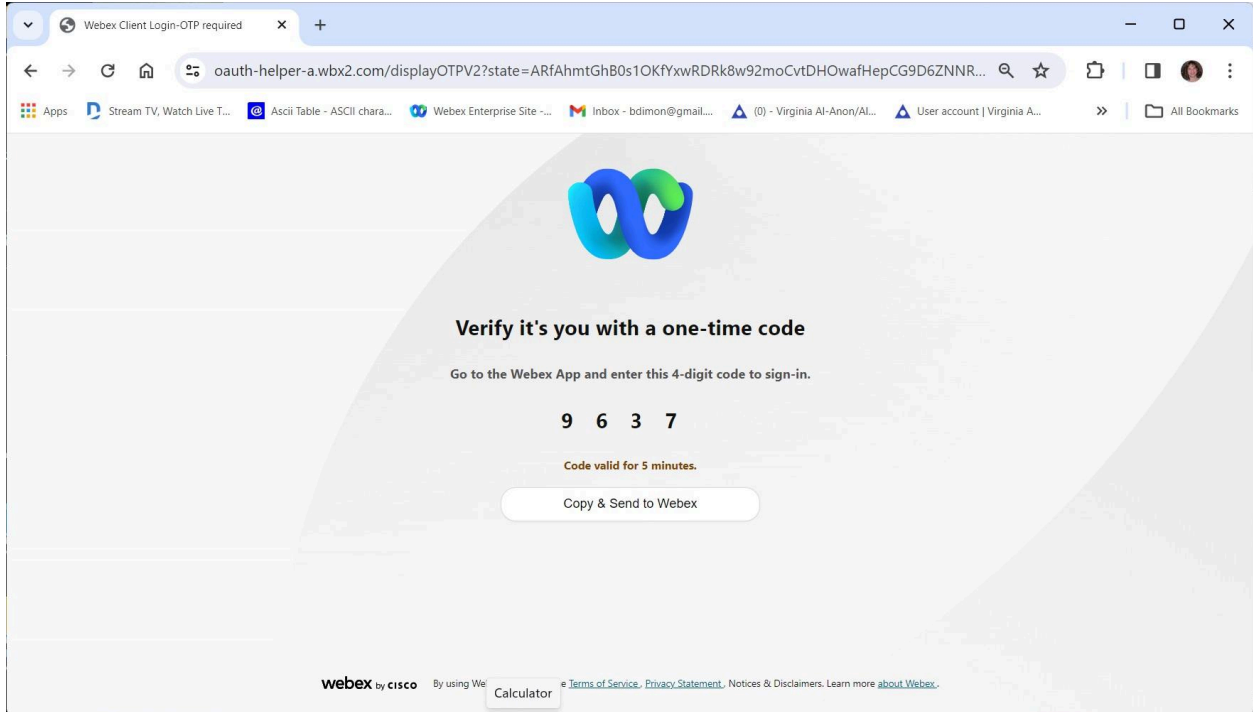 Webex Client Login-OTP required
oauth-helper-a.wbx2.com/displayOTPV2?state=ARfAhmtGhB0s1OKfYxwRDRk8w92moCvtDHOwafHepCG9D6ZNNR...
Apps Stream TV, Watch Live T... @ Ascii Table - ASCII chara... Webex Enterprise Site -... Inbox - bdimon@gmail.... (0) - Virginia Al-Anon/Al... User account | Virginia A... » All Bookmarks
Verify it's you with a one-time code
Go to the Webex App and enter this 4-digit code to sign-in.
9 6 3 7
Code valid for 5 minutes.
Copy & Send to Webex
webex by CISCO By using We e Terms of Service , Privacy Statement , Notices & Disclaimers. Learn more about Webex .
Calculator